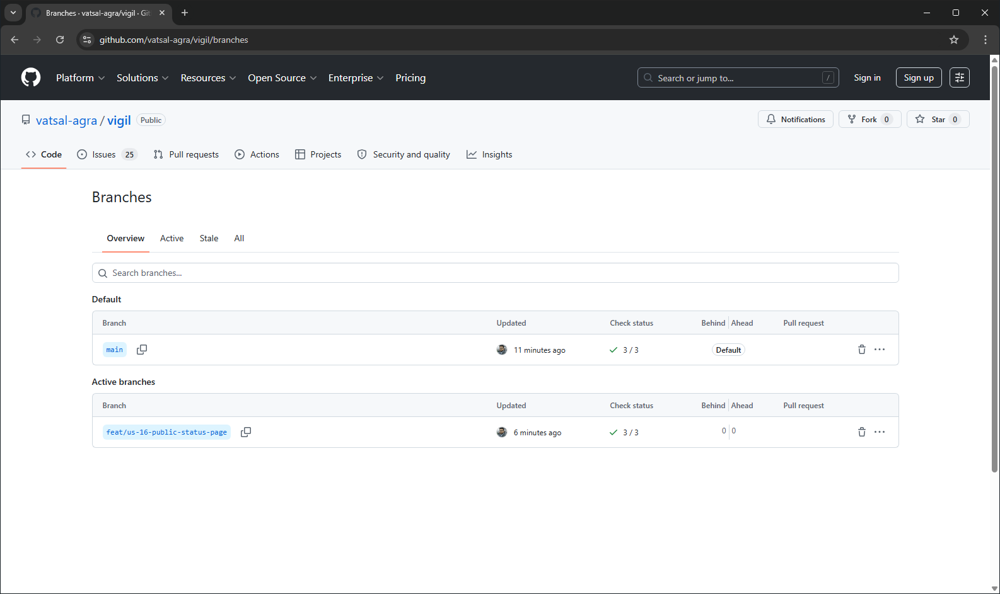 Branches · vatsal-agra/vigil · Git
github.com/vatsal-agra/vigil/branches
Platform Solutions Resources Open Source Enterprise Pricing Search or jump to... / Sign in Sign up
vatsal-agra / vigil Public Notifications Fork 0 Star 0
Code Issues 25 Pull requests Actions Projects Security and quality Insights
Branches
Overview Active Stale All
Search branches...
Default
Branch Updated Check status Behind Ahead Pull request
main 11 minutes ago 3 / 3 Default
Active branches
Branch Updated Check status Behind Ahead Pull request
feat/us-16-public-status-page 6 minutes ago 3 / 3 0 0